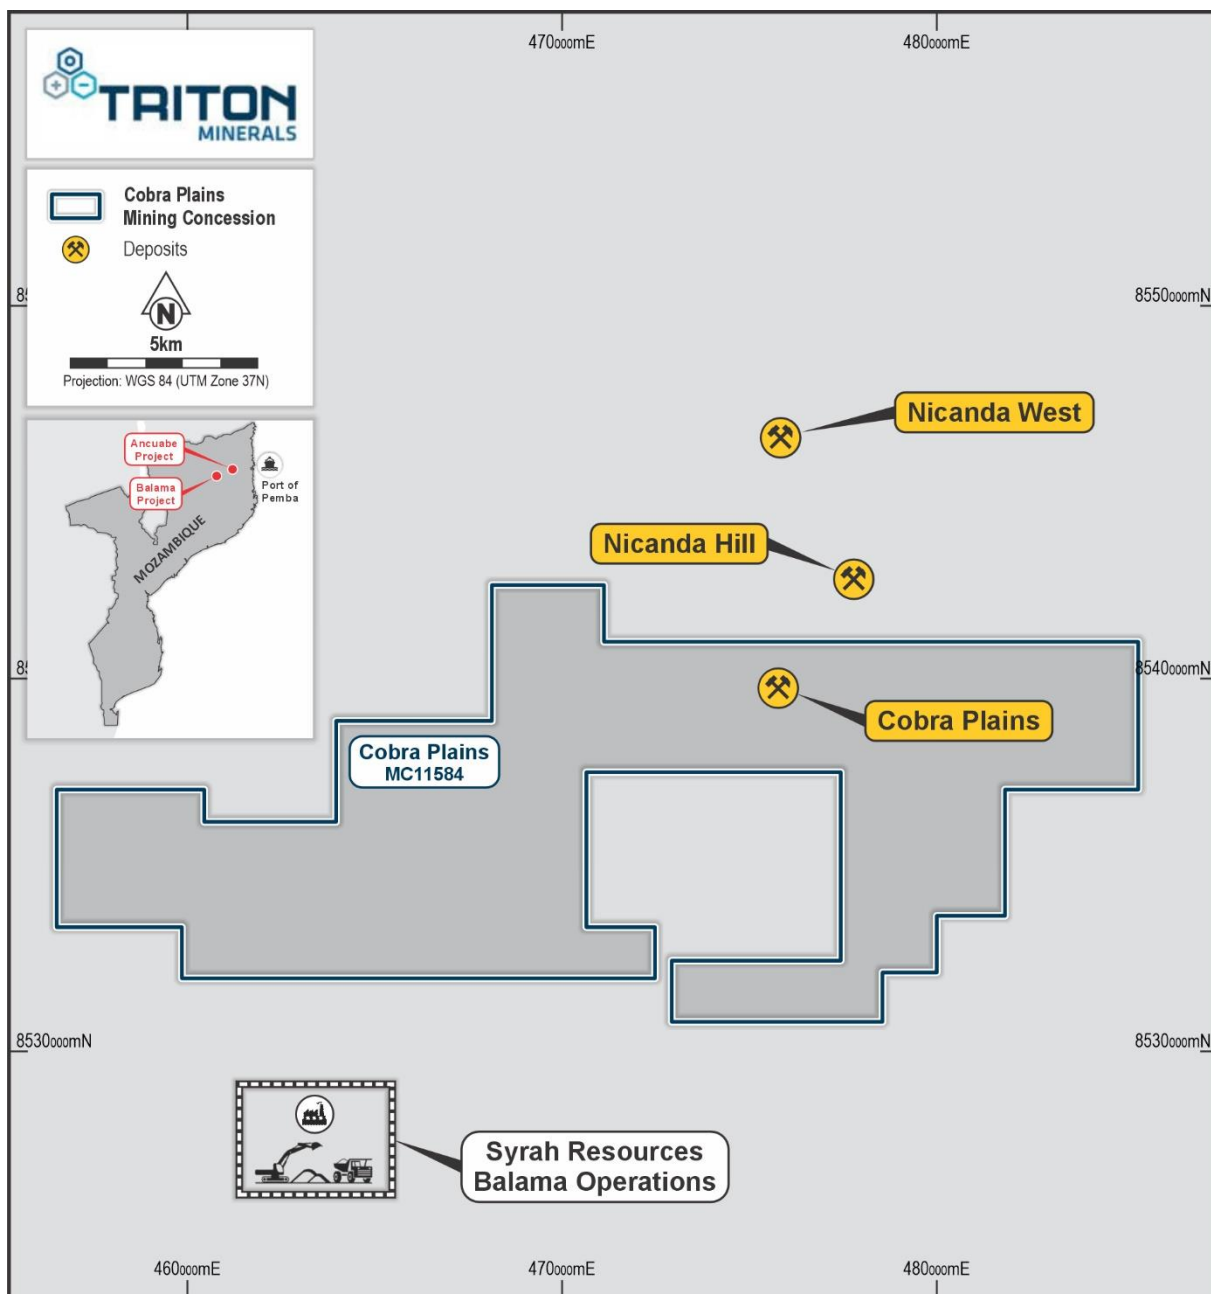 470000mE
480000mE
TRITON
MINERALS
Cobra Plains
Mining Concession
Deposits
N
5km
Projection: WGS 84 (UTM Zone 37N)
8550000mN
Ancuabe
Project
Balama
Project
Port of
Pemba
MOZAMBIQUE
Nicanda West
Nicanda Hill
8540000mN
Cobra Plains
Cobra Plains
MC11584
8530000mN
8530000mN
Syrah Resources
Balama Operations
460000mE
470000mE
480000mE